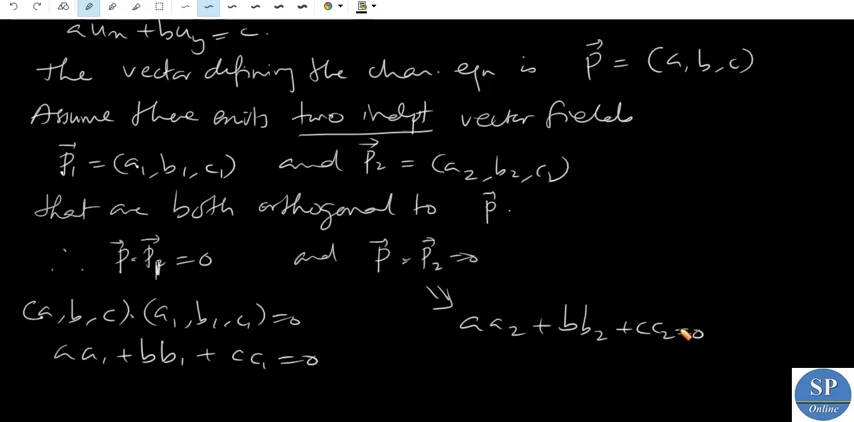 aux + buy = c.
The vector defining the char. eqn is P⃗ = (a, b, c)
Assume there exists two indept vector fields
P⃗1 = (a1, b1, c1) and P⃗2 = (a2, b2, c2)
that are both orthogonal to P⃗.
∴ P⃗ · P⃗1 = 0 and P⃗ · P⃗2 = 0
(a, b, c) · (a1, b1, c1) = 0
aa1 + bb1 + cc1 = 0
⇒ aa2 + bb2 + cc2 = 0
SP
Online